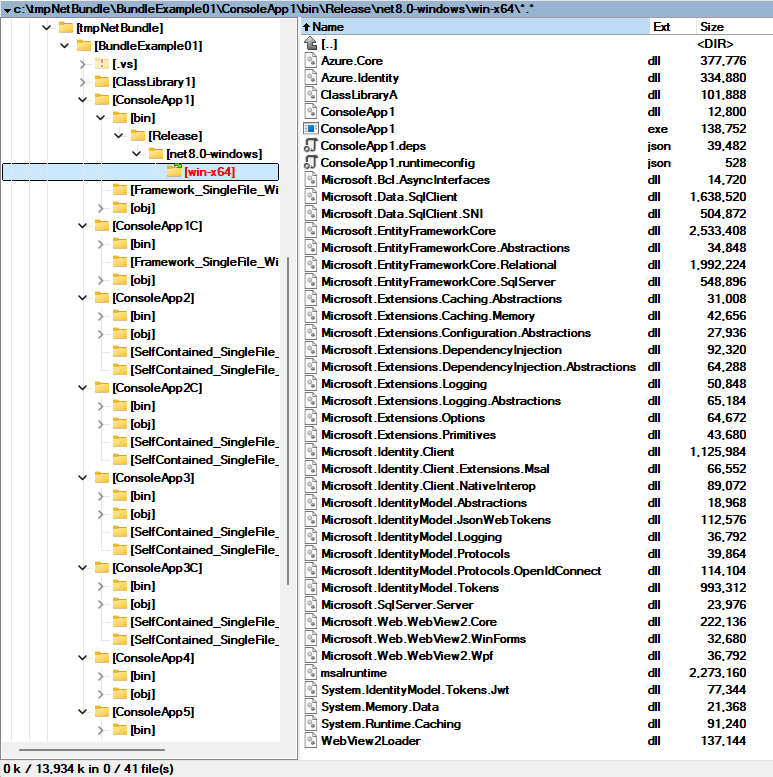 c:\tmpNetBundle\BundleExample01\ConsoleApp1\bin\Release\net8.0-windows\win-x64\*.*
[tmpNetBundle]
[BundleExample01]
[.vs]
[ClassLibrary1]
[ConsoleApp1]
[bin]
[Release]
[net8.0-windows]
[win-x64]
[Framework_SingleFile_Wi
[obj]
[ConsoleApp1C]
[bin]
[Framework_SingleFile_Wi
[obj]
[ConsoleApp2]
[bin]
[obj]
[SelfContained_SingleFile_
[SelfContained_SingleFile_
[ConsoleApp2C]
[bin]
[obj]
[SelfContained_SingleFile_
[SelfContained_SingleFile_
[ConsoleApp3]
[bin]
[obj]
[SelfContained_SingleFile_
[SelfContained_SingleFile_
[ConsoleApp3C]
[bin]
[obj]
[SelfContained_SingleFile_
[SelfContained_SingleFile_
[ConsoleApp4]
[bin]
[obj]
[ConsoleApp5]
[bin]
Name Ext Size
[..] <DIR>
Azure.Core dll 377,776
Azure.Identity dll 334,880
ClassLibraryA dll 101,888
ConsoleApp1 dll 12,800
ConsoleApp1 exe 138,752
ConsoleApp1.deps json 39,482
ConsoleApp1.runtimeconfig json 528
Microsoft.Bcl.AsyncInterfaces dll 14,720
Microsoft.Data.SqlClient dll 1,638,520
Microsoft.Data.SqlClient.SNI dll 504,872
Microsoft.EntityFrameworkCore dll 2,533,408
Microsoft.EntityFrameworkCore.Abstractions dll 34,848
Microsoft.EntityFrameworkCore.Relational dll 1,992,224
Microsoft.EntityFrameworkCore.SqlServer dll 548,896
Microsoft.Extensions.Caching.Abstractions dll 31,008
Microsoft.Extensions.Caching.Memory dll 42,656
Microsoft.Extensions.Configuration.Abstractions dll 27,936
Microsoft.Extensions.DependencyInjection dll 92,320
Microsoft.Extensions.DependencyInjection.Abstractions dll 64,288
Microsoft.Extensions.Logging dll 50,848
Microsoft.Extensions.Logging.Abstractions dll 65,184
Microsoft.Extensions.Options dll 64,672
Microsoft.Extensions.Primitives dll 43,680
Microsoft.Identity.Client dll 1,125,984
Microsoft.Identity.Client.Extensions.Msal dll 66,552
Microsoft.Identity.Client.NativeInterop dll 89,072
Microsoft.IdentityModel.Abstractions dll 18,968
Microsoft.IdentityModel.JsonWebTokens dll 112,576
Microsoft.IdentityModel.Logging dll 36,792
Microsoft.IdentityModel.Protocols dll 39,864
Microsoft.IdentityModel.Protocols.OpenIdConnect dll 114,104
Microsoft.IdentityModel.Tokens dll 993,312
Microsoft.SqlServer.Server dll 23,976
Microsoft.Web.WebView2.Core dll 222,136
Microsoft.Web.WebView2.WinForms dll 32,680
Microsoft.Web.WebView2.Wpf dll 36,792
msalruntime dll 2,273,160
System.IdentityModel.Tokens.Jwt dll 77,344
System.Memory.Data dll 21,368
System.Runtime.Caching dll 91,240
WebView2Loader dll 137,144
0 k / 13,934 k in 0 / 41 file(s)